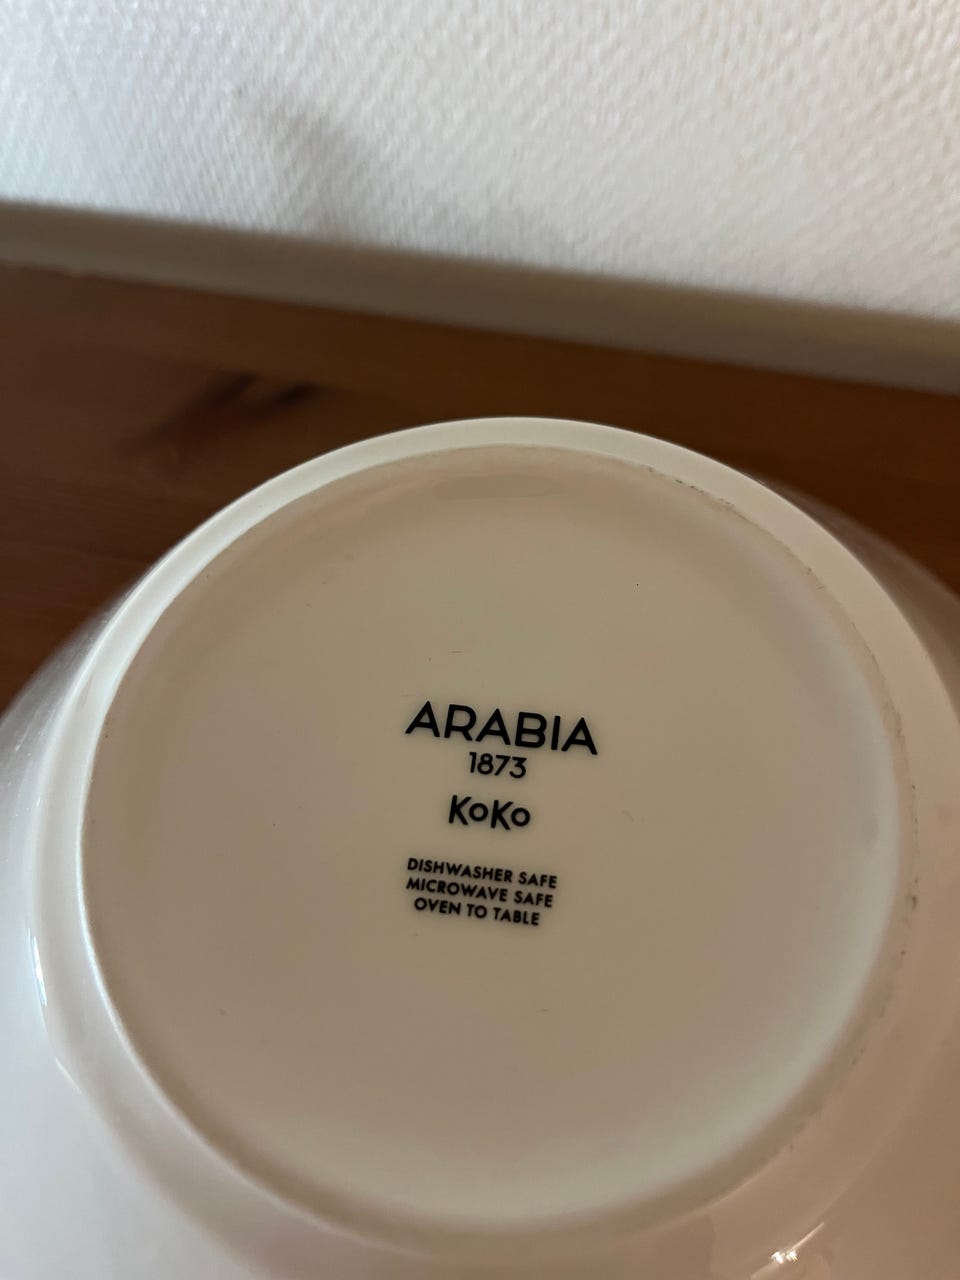 ARABIA
1873
KoKo
DISHWASHER SAFE
MICROWAVE SAFE
OVEN TO TABLE